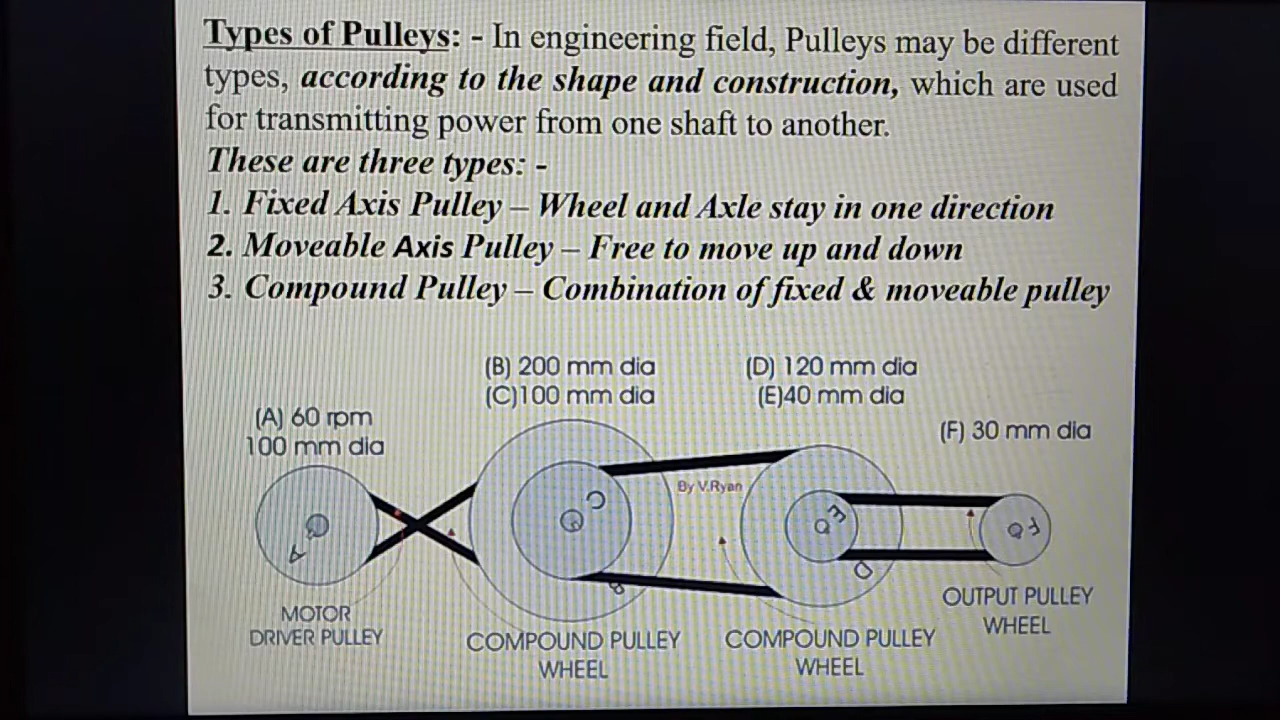 Types of Pulleys: - In engineering field, Pulleys may be different
types, according to the shape and construction, which are used
for transmitting power from one shaft to another.
These are three types: -
1. Fixed Axis Pulley – Wheel and Axle stay in one direction
2. Moveable Axis Pulley – Free to move up and down
3. Compound Pulley – Combination of fixed & moveable pulley
(A) 60 rpm
100 mm dia
(B) 200 mm dia
(C)100 mm dia
(D) 120 mm dia
(E)40 mm dia
(F) 30 mm dia
By V.Ryan
A
B
C
D
E
F
MOTOR
DRIVER PULLEY
COMPOUND PULLEY
WHEEL
COMPOUND PULLEY
WHEEL
OUTPUT PULLEY
WHEEL